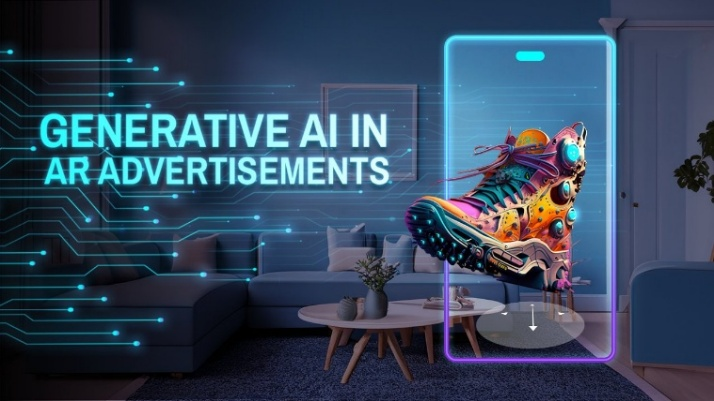 GENERATIVE AI IN
AR ADVERTISEMENTS